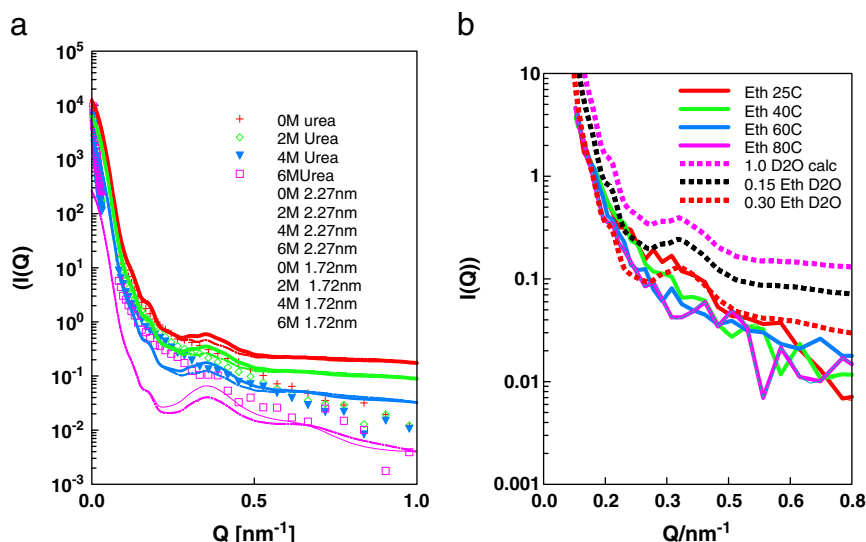 a
10^5
10^4
10^3
10^2
10^1
10^0
10^-1
10^-2
10^-3
(I(Q)
0.0
0.5
1.0
Q [nm^-1]
0M urea
2M Urea
4M Urea
6MUrea
0M 2.27nm
2M 2.27nm
4M 2.27nm
6M 2.27nm
0M 1.72nm
2M 1.72nm
4M 1.72nm
6M 1.72nm
b
10
1
0.1
0.01
0.001
I(Q))
0.0
0.2
0.3
0.5
0.6
0.8
Q/nm^-1
Eth 25C
Eth 40C
Eth 60C
Eth 80C
1.0 D2O calc
0.15 Eth D2O
0.30 Eth D2O